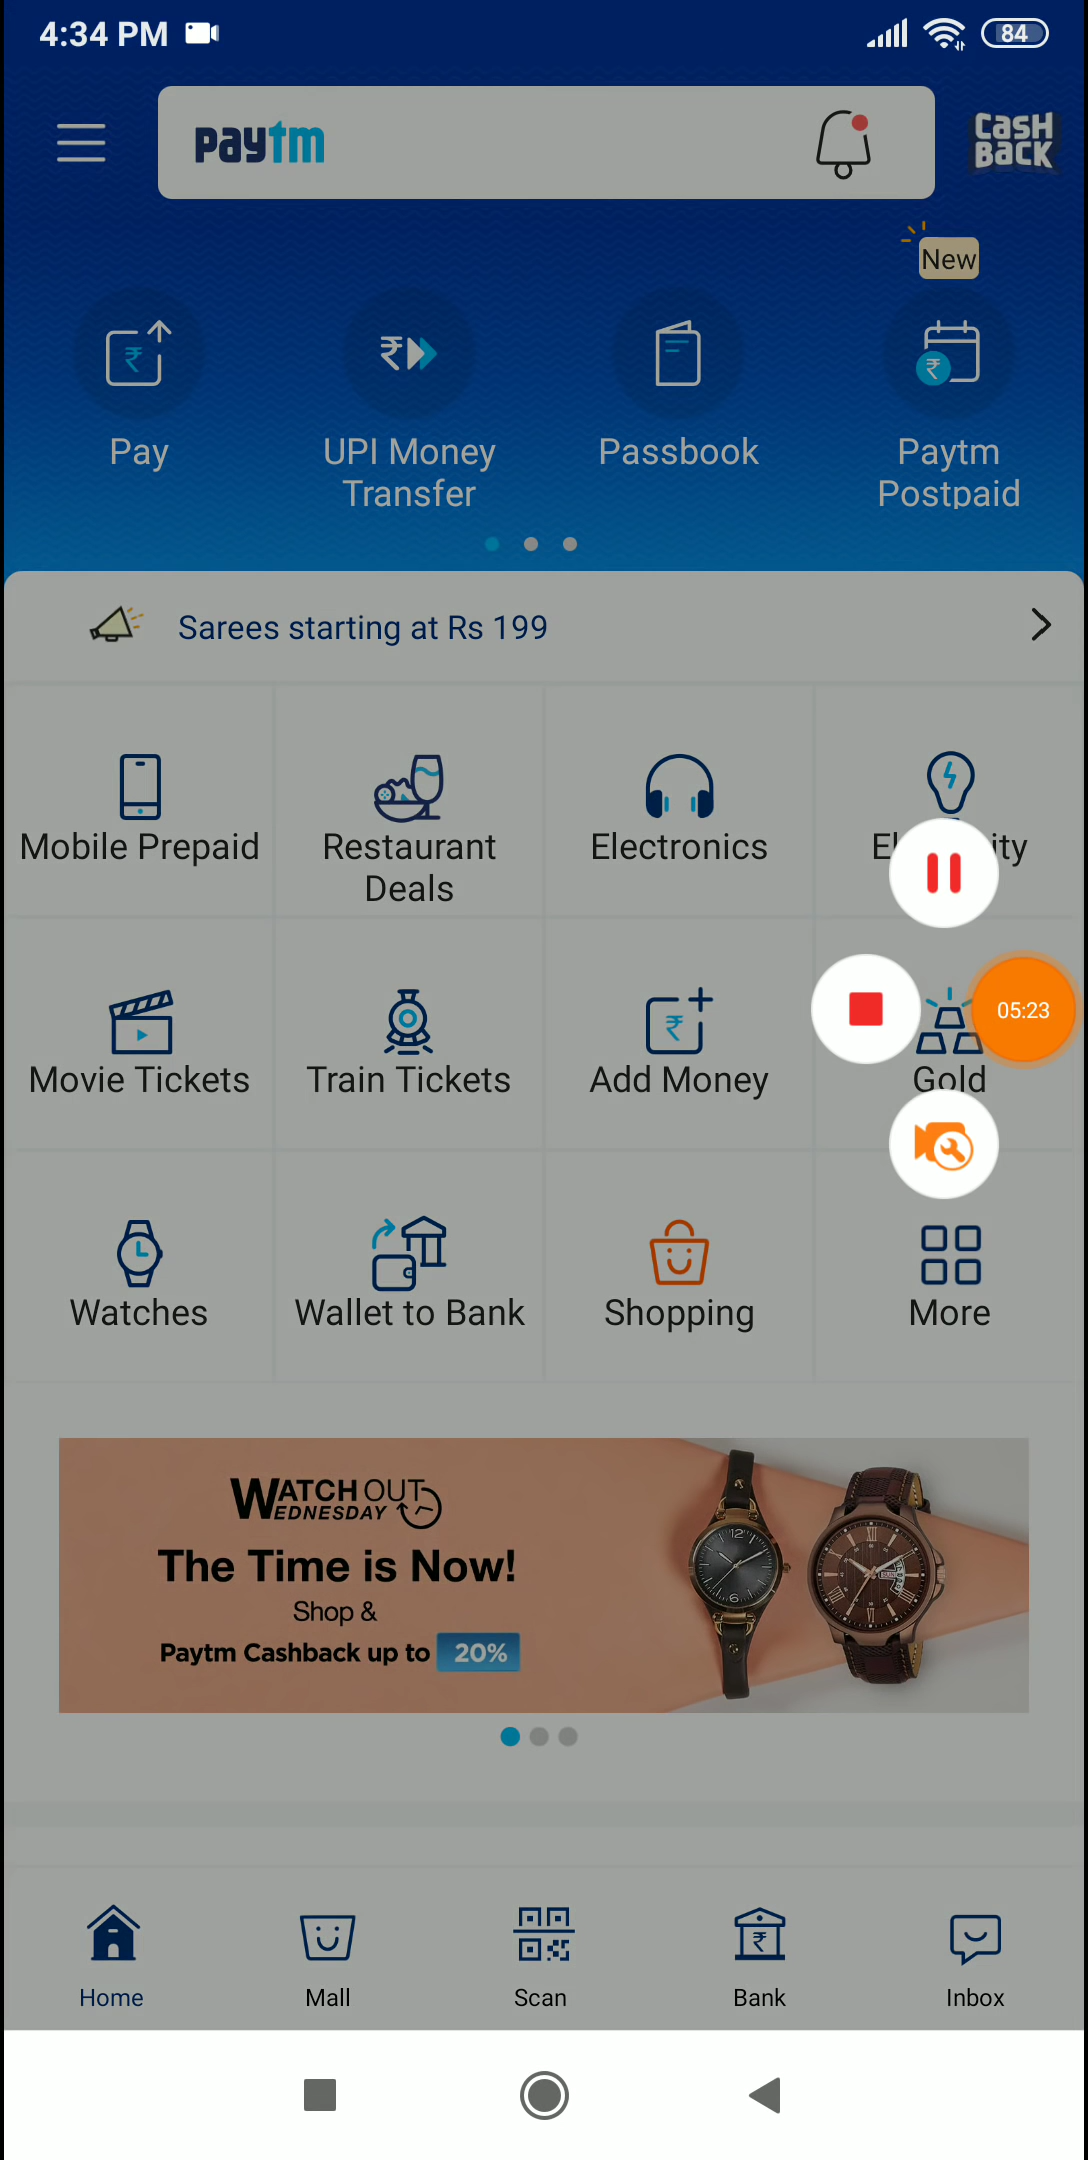 4:34 PM
84
paytm
CASH
BACK
New
Pay
UPI Money
Transfer
Passbook
Paytm
Postpaid
Sarees starting at Rs 199
Mobile Prepaid
Restaurant
Deals
Electronics
Movie Tickets
Train Tickets
Add Money
Gold
05:23
Watches
Wallet to Bank
Shopping
More
WATCH OUT
WEDNESDAY
The Time is Now!
Shop &
Paytm Cashback up to 20%
Home
Mall
Scan
Bank
Inbox